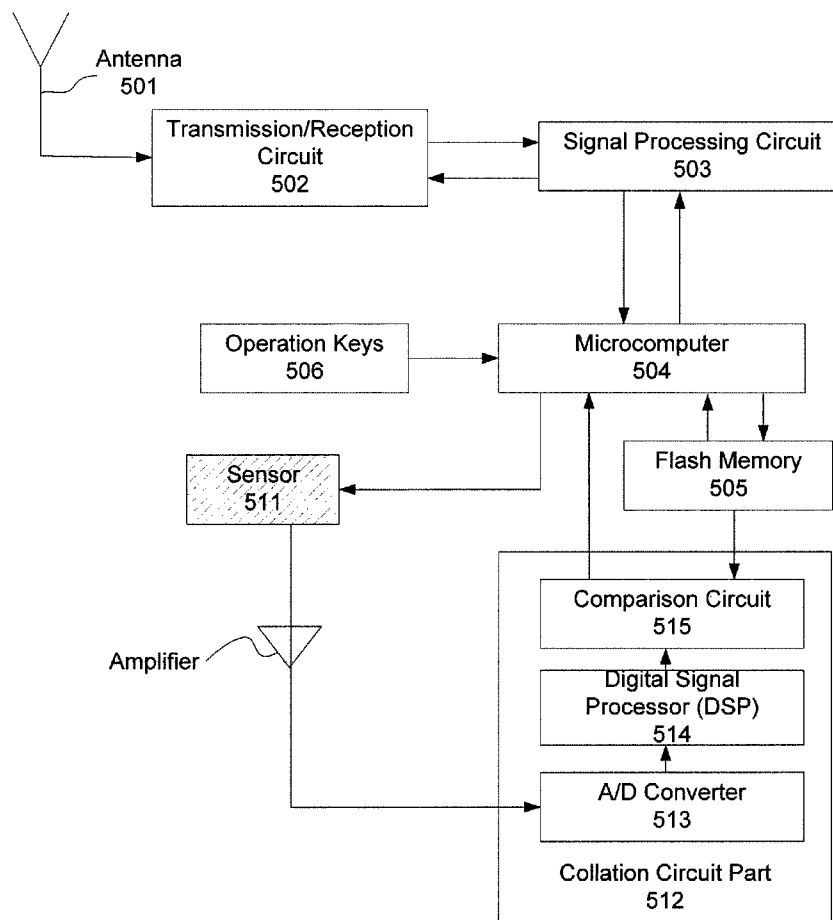 Antenna
501
Transmission/Reception
Circuit
502
Signal Processing Circuit
503
Operation Keys
506
Microcomputer
504
Sensor
511
Flash Memory
505
Amplifier
Comparison Circuit
515
Digital Signal
Processor (DSP)
514
A/D Converter
513
Collation Circuit Part
512